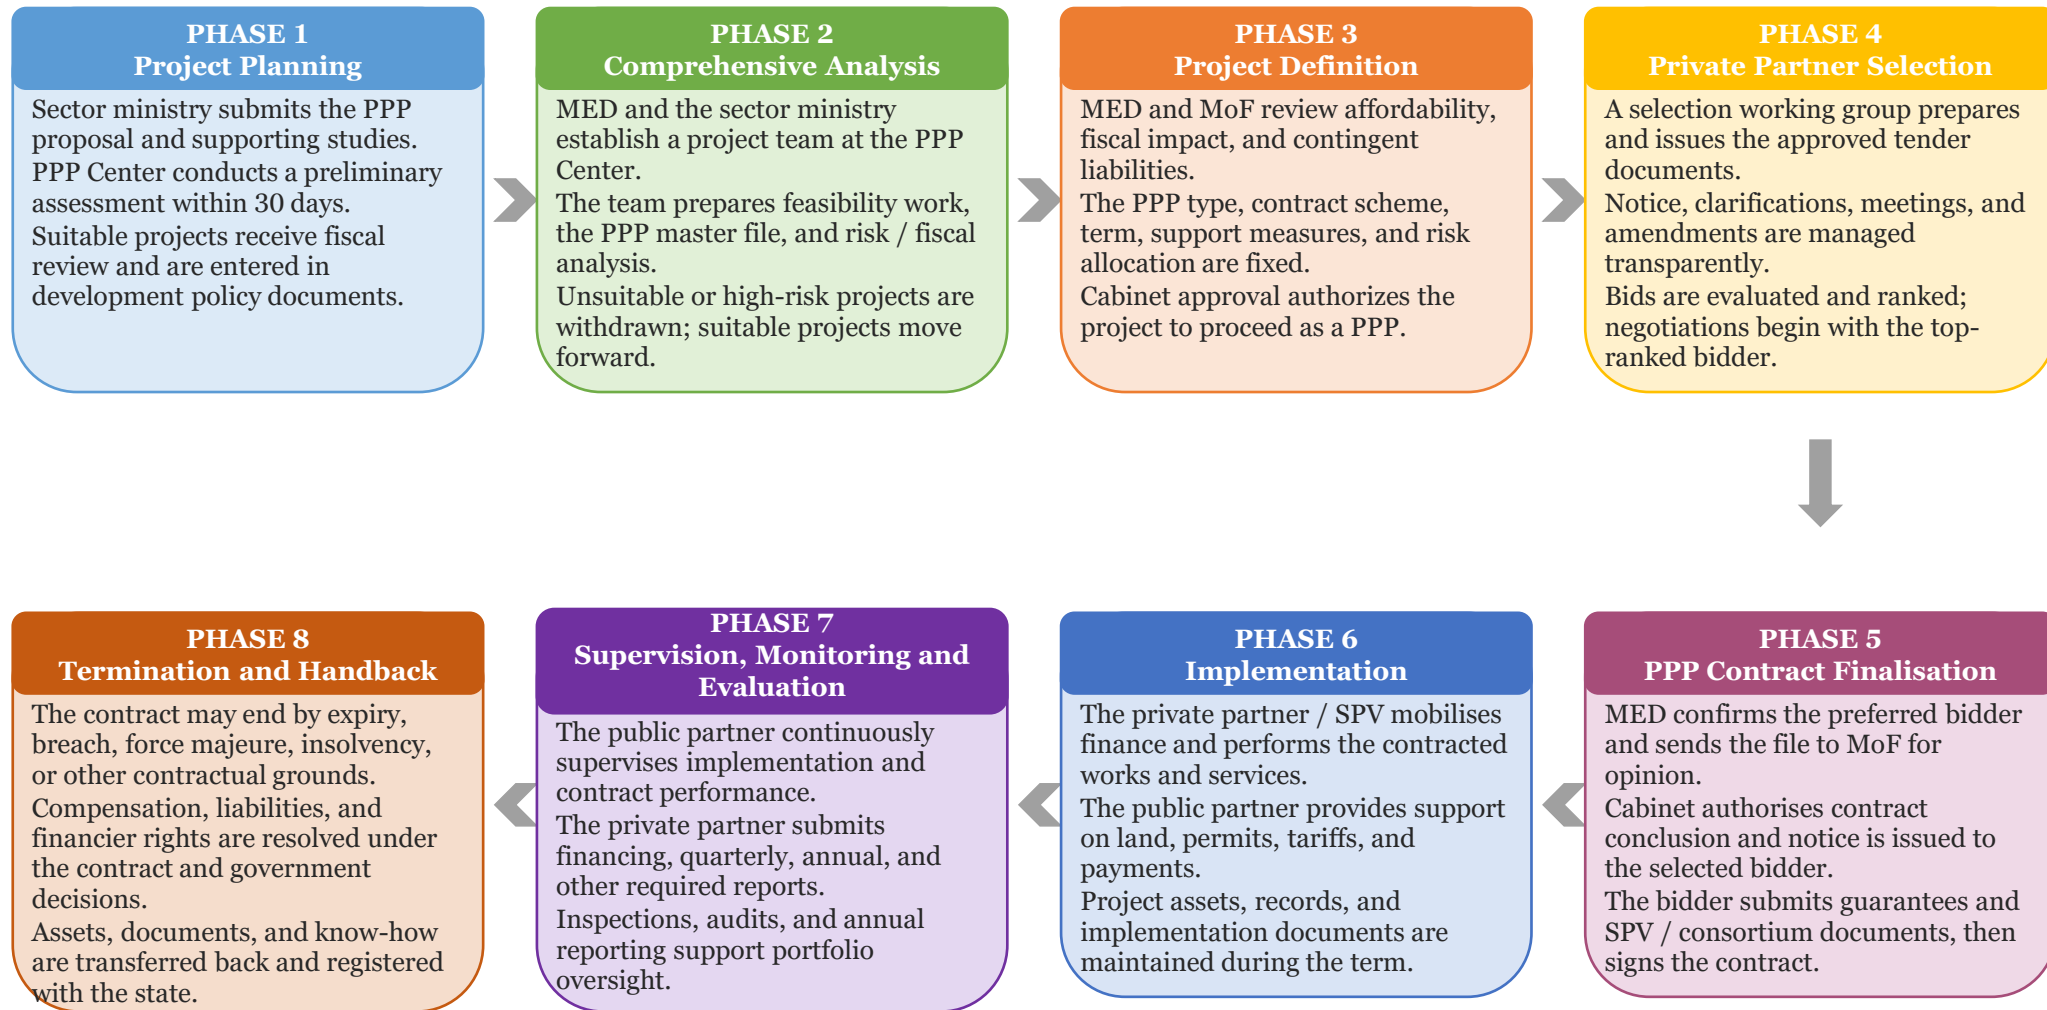 PHASE 1
Project Planning
Sector ministry submits the PPP
proposal and supporting studies.
PPP Center conducts a preliminary
assessment within 30 days.
Suitable projects receive fiscal
review and are entered in
development policy documents.
PHASE 2
Comprehensive Analysis
MED and the sector ministry
establish a project team at the PPP
Center.
The team prepares feasibility work,
the PPP master file, and risk / fiscal
analysis.
Unsuitable or high-risk projects are
withdrawn; suitable projects move
forward.
PHASE 3
Project Definition
MED and MoF review affordability,
fiscal impact, and contingent
liabilities.
The PPP type, contract scheme,
term, support measures, and risk
allocation are fixed.
Cabinet approval authorizes the
project to proceed as a PPP.
PHASE 4
Private Partner Selection
A selection working group prepares
and issues the approved tender
documents.
Notice, clarifications, meetings, and
amendments are managed
transparently.
Bids are evaluated and ranked;
negotiations begin with the top-
ranked bidder.
PHASE 5
PPP Contract Finalisation
MED confirms the preferred bidder
and sends the file to MoF for
opinion.
Cabinet authorises contract
conclusion and notice is issued to
the selected bidder.
The bidder submits guarantees and
SPV / consortium documents, then
signs the contract.
PHASE 6
Implementation
The private partner / SPV mobilises
finance and performs the contracted
works and services.
The public partner provides support
on land, permits, tariffs, and
payments.
Project assets, records, and
implementation documents are
maintained during the term.
PHASE 7
Supervision, Monitoring and
Evaluation
The public partner continuously
supervises implementation and
contract performance.
The private partner submits
financing, quarterly, annual, and
other required reports.
Inspections, audits, and annual
reporting support portfolio
oversight.
PHASE 8
Termination and Handback
The contract may end by expiry,
breach, force majeure, insolvency,
or other contractual grounds.
Compensation, liabilities, and
financier rights are resolved under
the contract and government
decisions.
Assets, documents, and know-how
are transferred back and registered
with the state.